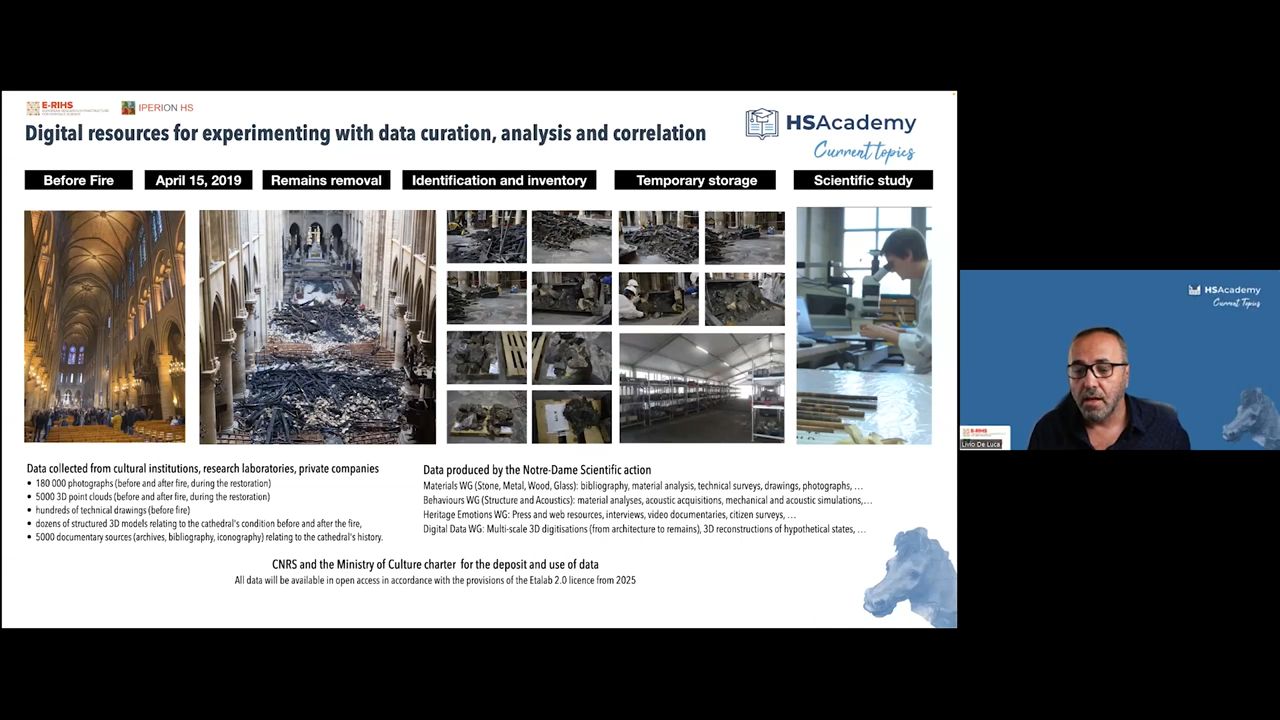 E-RIHS
IPERION HS
Digital resources for experimenting with data curation, analysis and correlation
HSAcademy
Current topics
Before Fire
April 15, 2019
Remains removal
Identification and inventory
Temporary storage
Scientific study
Data collected from cultural institutions, research laboratories, private companies
• 180 000 photographs (before and after fire, during the restoration)
• 5000 3D point clouds (before and after fire, during the restoration)
• hundreds of technical drawings (before fire)
• dozens of structured 3D models relating to the cathedral's condition before and after the fire,
• 5000 documentary sources (archives, bibliography, iconography) relating to the cathedral's history.
Data produced by the Notre-Dame Scientific action
Materials WG (Stone, Metal, Wood, Glass): bibliography, material analysis, technical surveys, drawings, photographs, …
Behaviours WG (Structure and Acoustics): material analyses, acoustic acquisitions, mechanical and acoustic simulations,…
Heritage Emotions WG: Press and web resources, interviews, video documentaries, citizen surveys, …
Digital Data WG: Multi-scale 3D digitisations (from architecture to remains), 3D reconstructions of hypothetical states, …
CNRS and the Ministry of Culture charter for the deposit and use of data
All data will be available in open access in accordance with the provisions of the Etalab 2.0 licence from 2025
HSAcademy
Current Topics
E-RIHS
Livio De Luca